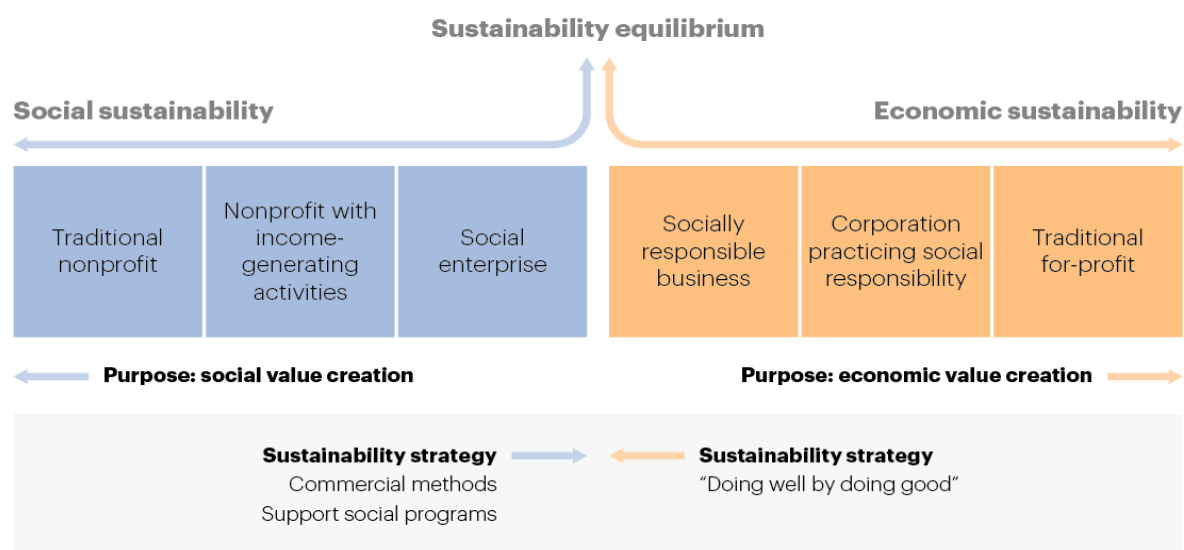 Sustainability equilibrium
Social sustainability
Economic sustainability
Traditional
nonprofit
Nonprofit with
income-
generating
activities
Social
enterprise
Socially
responsible
business
Corporation
practicing social
responsibility
Traditional
for-profit
Purpose: social value creation
Purpose: economic value creation
Sustainability strategy
Commercial methods
Support social programs
Sustainability strategy
“Doing well by doing good”